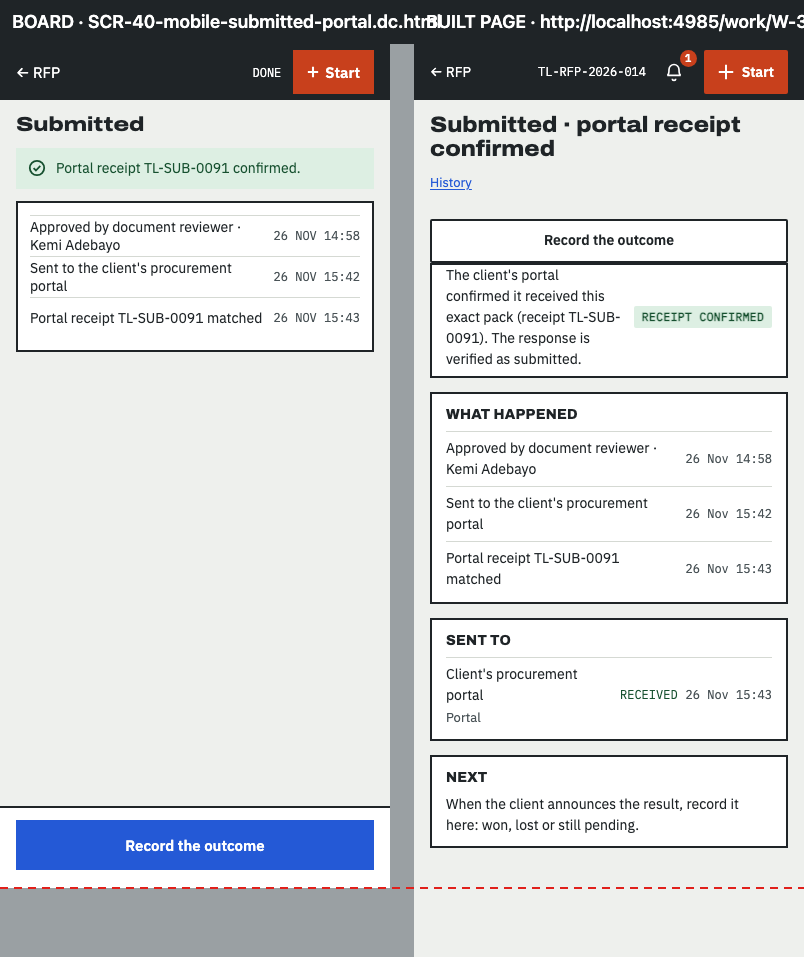 BOARD · SCR-40-mobile-submitted-portal.dc.html
BUILT PAGE · http://localhost:4985/work/W-3
← RFP
DONE
+ Start
Submitted
Portal receipt TL-SUB-0091 confirmed.
Approved by document reviewer ·
Kemi Adebayo
26 NOV 14:58
Sent to the client's procurement
portal
26 NOV 15:42
Portal receipt TL-SUB-0091 matched
26 NOV 15:43
Record the outcome
← RFP
TL-RFP-2026-014
1
+ Start
Submitted · portal receipt
confirmed
History
Record the outcome
The client's portal
confirmed it received this
exact pack (receipt TL-SUB-
0091). The response is
verified as submitted.
RECEIPT CONFIRMED
WHAT HAPPENED
Approved by document reviewer ·
Kemi Adebayo
26 Nov 14:58
Sent to the client's procurement
portal
26 Nov 15:42
Portal receipt TL-SUB-0091
matched
26 Nov 15:43
SENT TO
Client's procurement
portal
Portal
RECEIVED 26 Nov 15:43
NEXT
When the client announces the result, record it
here: won, lost or still pending.